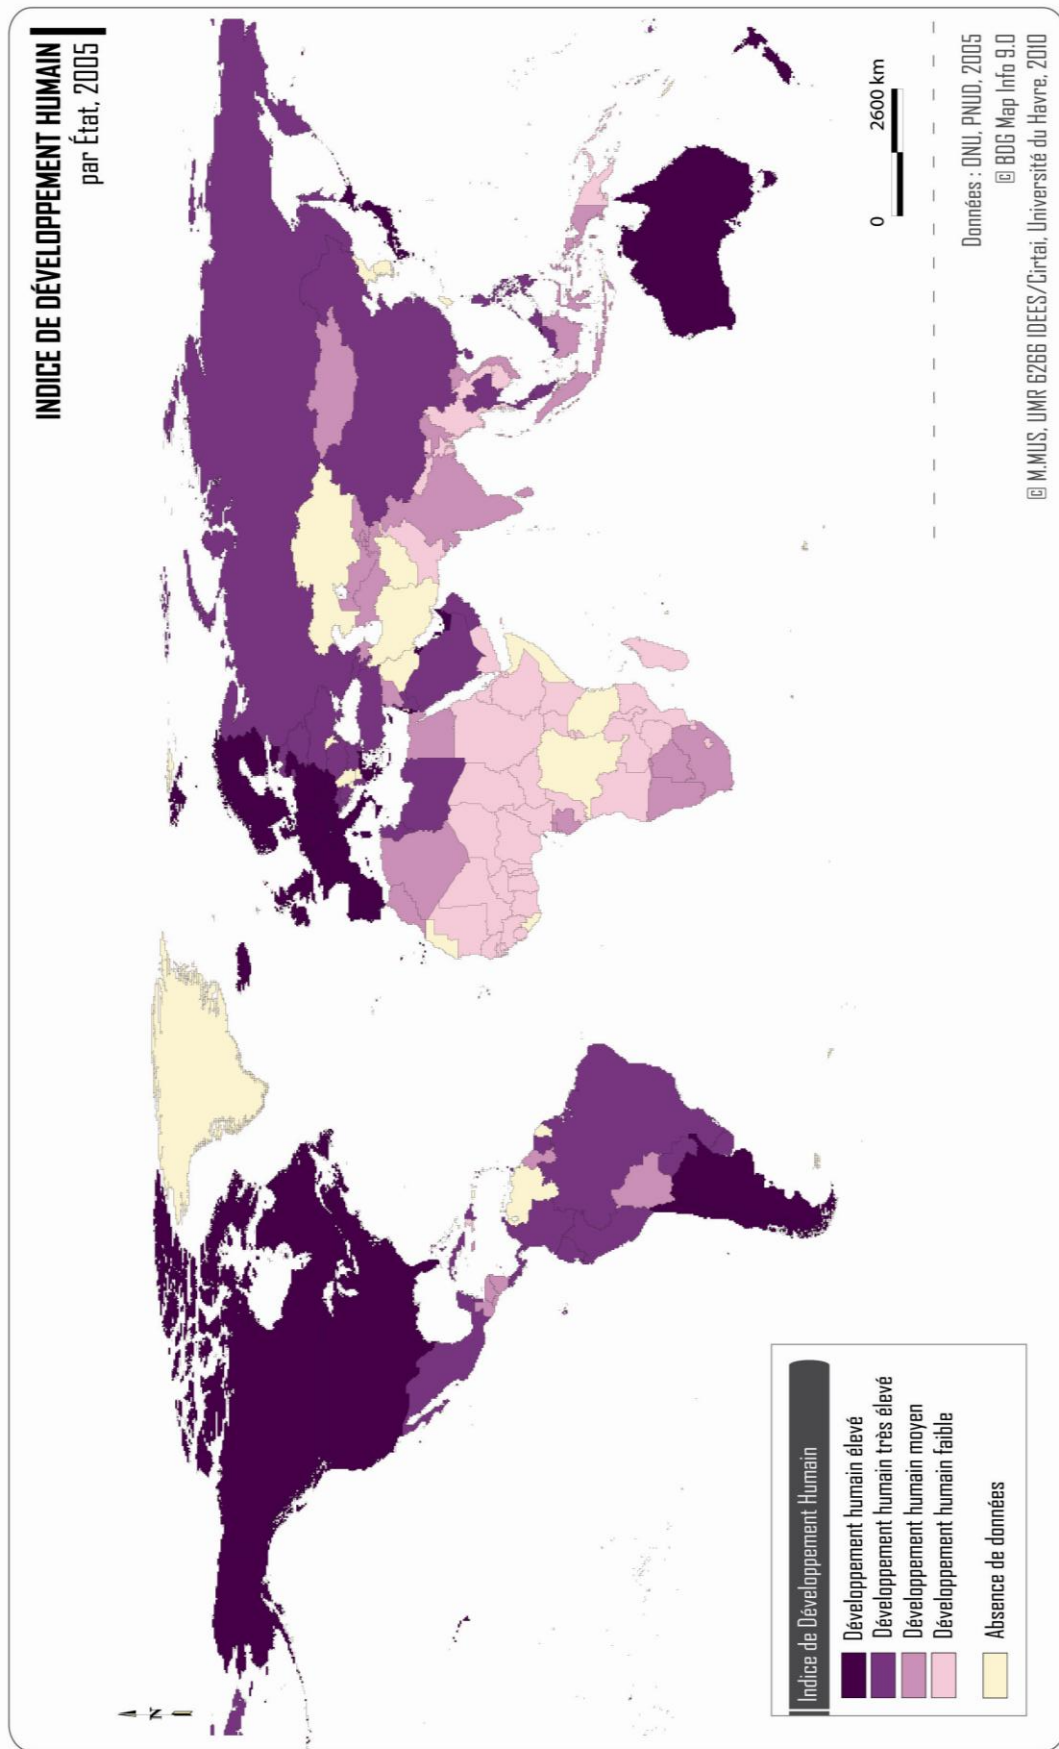 INDICE DE DÉVELOPPEMENT HUMAIN
par État, 2005
N
Indice de Développement Humain
Développement humain élevé
Développement humain très élevé
Développement humain moyen
Développement humain faible
Absence de données
0 2600 km
Données : ONU, PNUD, 2005
© BDG Map Info 9.0
© M.MUS, UMR 6266 IDEES/Cirtai, Université du Havre, 2010